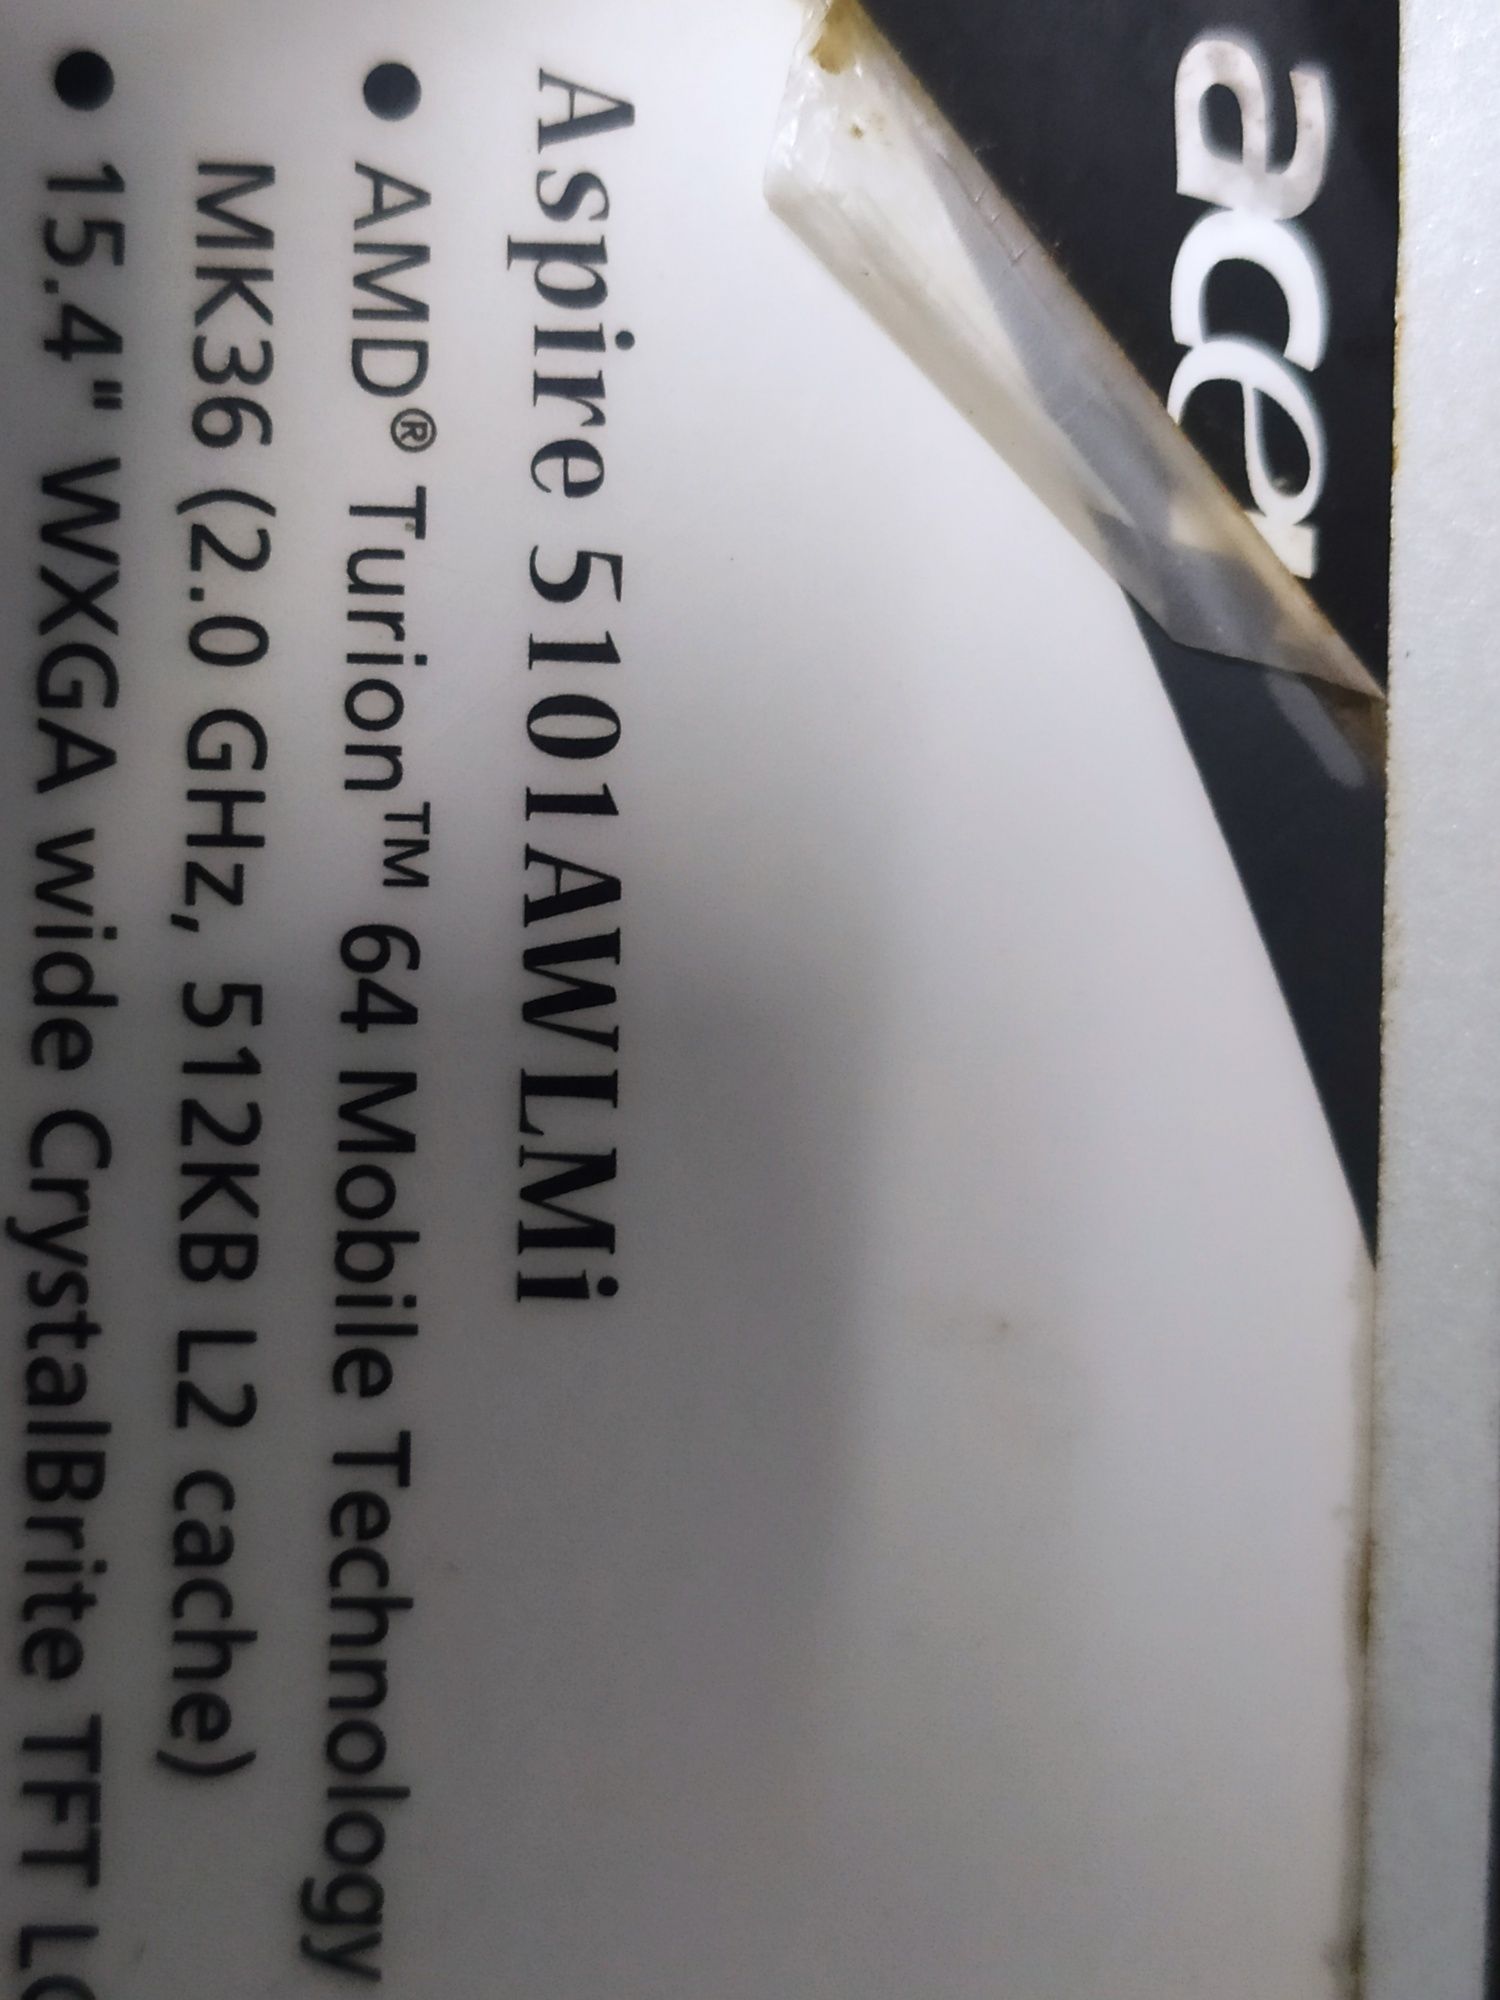 acer
Aspire 5101AWLMi
● AMD® Turion™ 64 Mobile Technology
MK36 (2.0 GHz, 512KB L2 cache)
● 15.4" WXGA wide CrystalBrite TFT LC